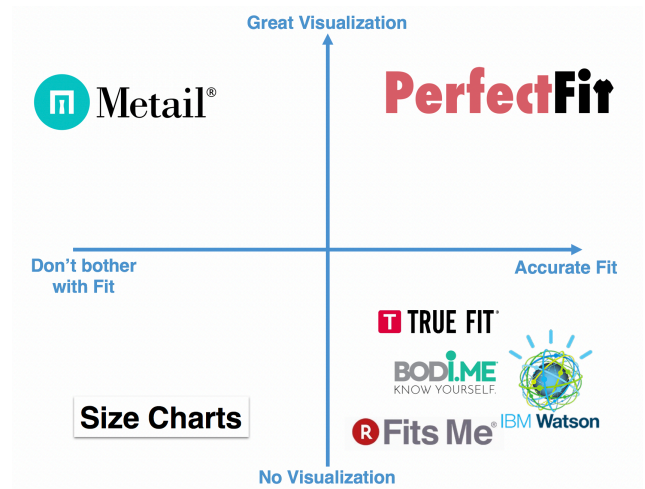 Great Visualization
Metail®
PerfectFit
Don't bother
with Fit
Accurate Fit
T TRUE FIT
BODI.ME
KNOW YOURSELF.
IBM Watson
R Fits Me®
Size Charts
No Visualization